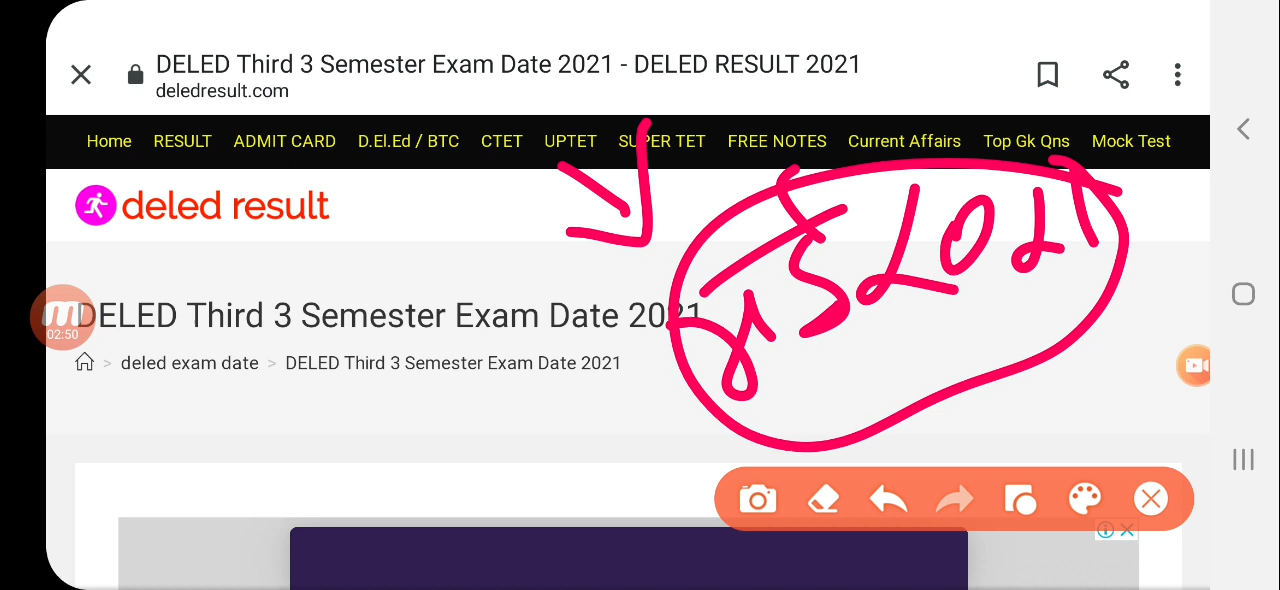 DELED Third 3 Semester Exam Date 2021 - DELED RESULT 2021
deledresult.com
Home RESULT ADMIT CARD D.El.Ed / BTC CTET UPTET SUPER TET FREE NOTES Current Affairs Top Gk Qns Mock Test
deled result
DELED Third 3 Semester Exam Date 2021
02:50
> deled exam date > DELED Third 3 Semester Exam Date 2021